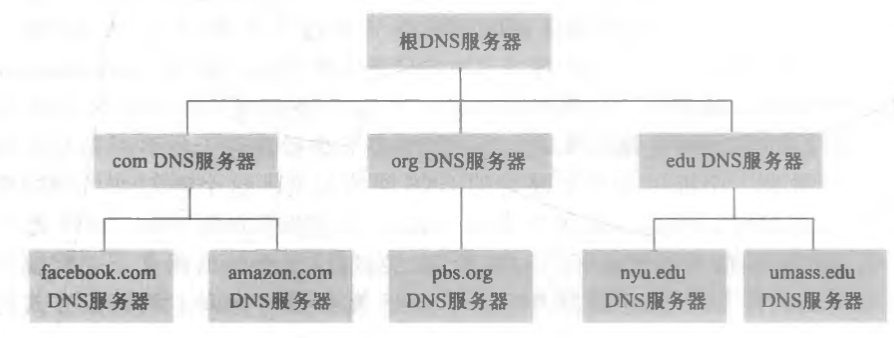 根DNS服务器
com DNS服务器
org DNS服务器
edu DNS服务器
facebook.com
DNS服务器
amazon.com
DNS服务器
pbs.org
DNS服务器
nyu.edu
DNS服务器
umass.edu
DNS服务器